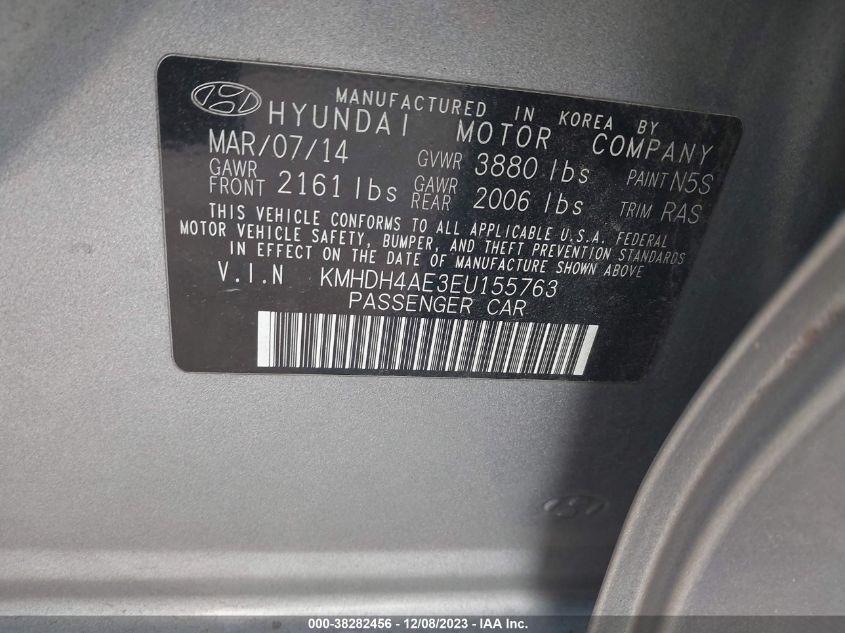 MANUFACTURED IN KOREA BY
HYUNDAI MOTOR COMPANY
MAR/07/14 GVWR 3880 lbs PAINT N5S
GAWR FRONT 2161 lbs GAWR REAR 2006 lbs TRIM RAS
THIS VEHICLE CONFORMS TO ALL APPLICABLE U.S.A. FEDERAL
MOTOR VEHICLE SAFETY, BUMPER, AND THEFT PREVENTION STANDARDS
IN EFFECT ON THE DATE OF MANUFACTURE SHOWN ABOVE
V.I.N KMHDH4AE3EU155763
PASSENGER CAR
000-38282456 - 12/08/2023 - IAA Inc.